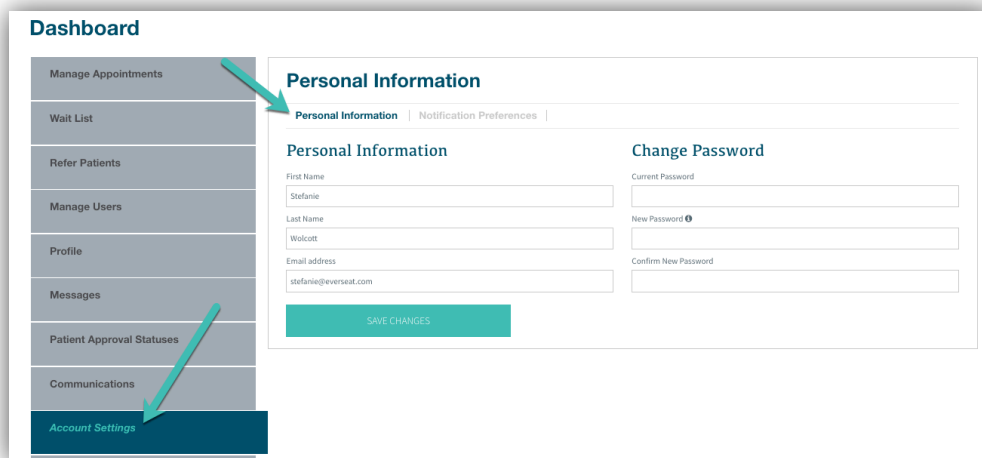 Dashboard
Manage Appointments
Wait List
Refer Patients
Manage Users
Profile
Messages
Patient Approval Statuses
Communications
Account Settings
Personal Information
Personal Information | Notification Preferences |
Personal Information
First Name
Stefanie
Last Name
Wolcott
Email address
stefanie@everseat.com
SAVE CHANGES
Change Password
Current Password
New Password
Confirm New Password